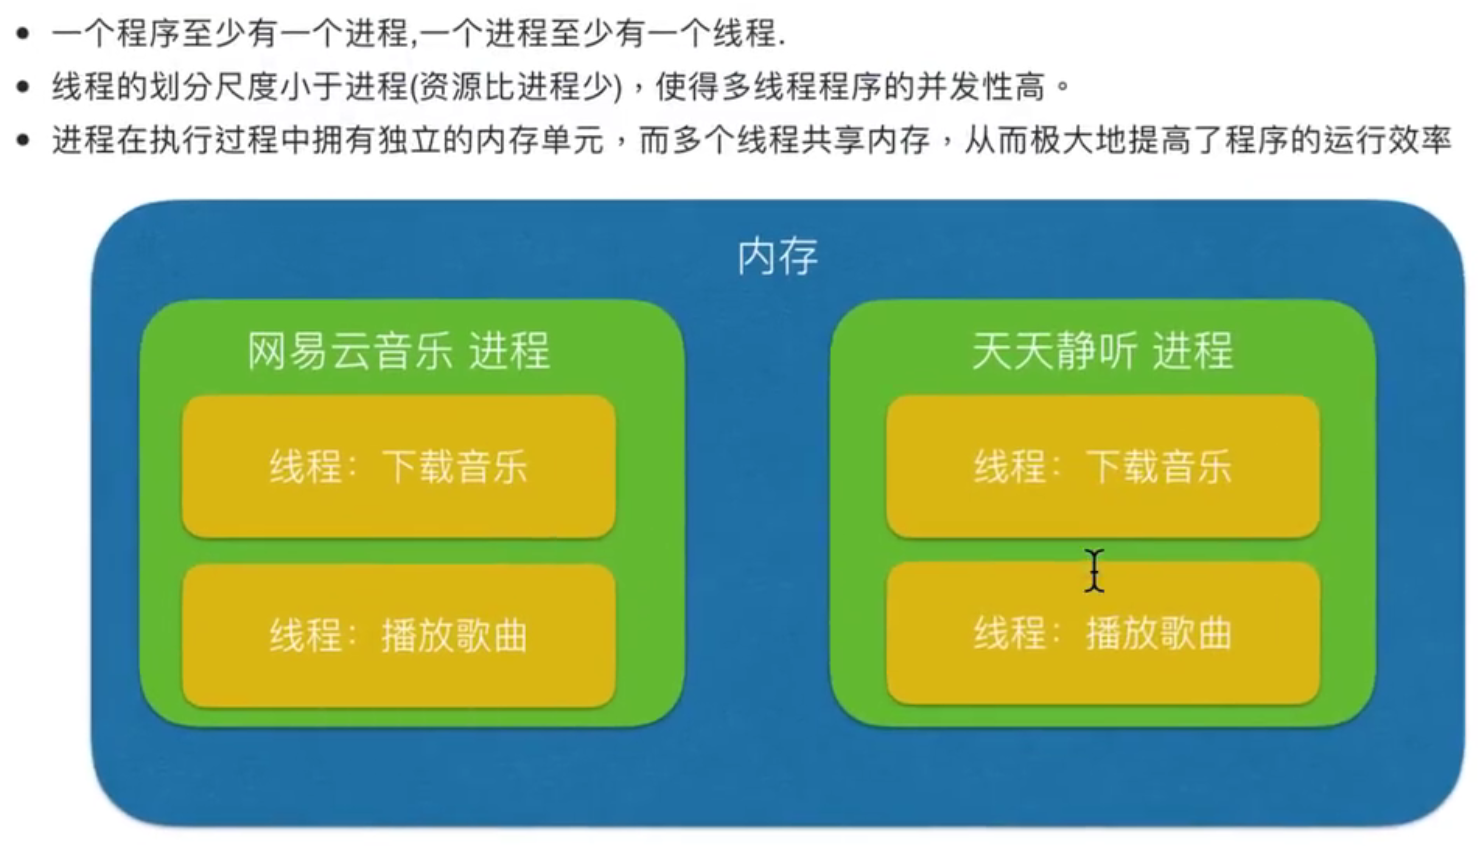 • 一个程序至少有一个进程,一个进程至少有一个线程.
• 线程的划分尺度小于进程(资源比进程少)，使得多线程程序的并发性高。
• 进程在执行过程中拥有独立的内存单元，而多个线程共享内存，从而极大地提高了程序的运行效率
内存
网易云音乐 进程
线程：下载音乐
线程：播放歌曲
天天静听 进程
线程：下载音乐
线程：播放歌曲